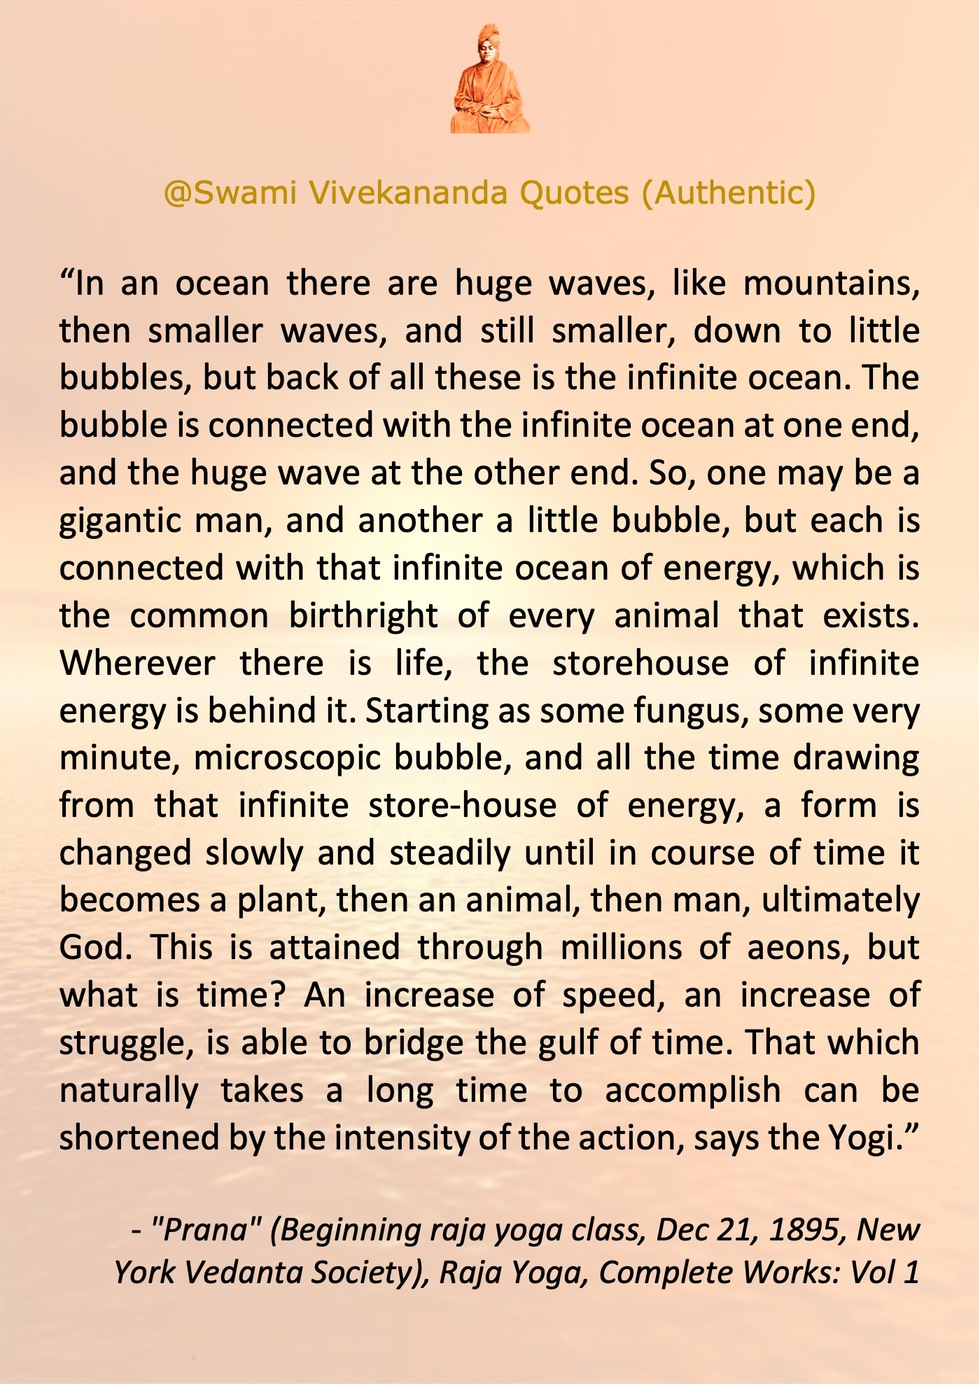 @Swami Vivekananda Quotes (Authentic)
“In an ocean there are huge waves, like mountains,
then smaller waves, and still smaller, down to little
bubbles, but back of all these is the infinite ocean. The
bubble is connected with the infinite ocean at one end,
and the huge wave at the other end. So, one may be a
gigantic man, and another a little bubble, but each is
connected with that infinite ocean of energy, which is
the common birthright of every animal that exists.
Wherever there is life, the storehouse of infinite
energy is behind it. Starting as some fungus, some very
minute, microscopic bubble, and all the time drawing
from that infinite store-house of energy, a form is
changed slowly and steadily until in course of time it
becomes a plant, then an animal, then man, ultimately
God. This is attained through millions of aeons, but
what is time? An increase of speed, an increase of
struggle, is able to bridge the gulf of time. That which
naturally takes a long time to accomplish can be
shortened by the intensity of the action, says the Yogi.”
- "Prana" (Beginning raja yoga class, Dec 21, 1895, New
York Vedanta Society), Raja Yoga, Complete Works: Vol 1